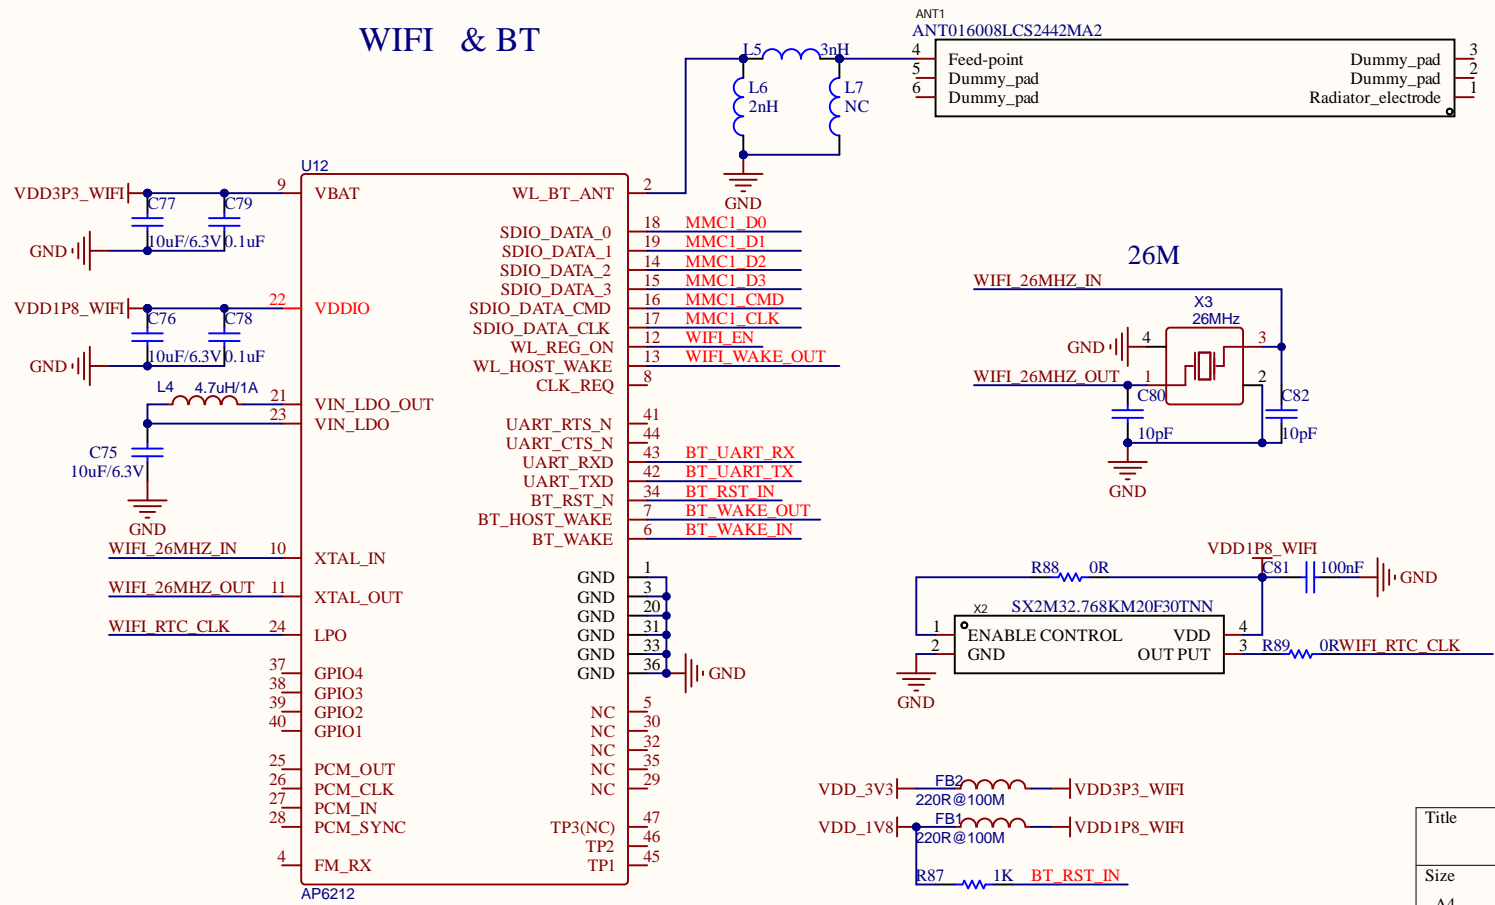 WIFI & BT
ANT1
ANT016008LCS2442MA2
4 Feed-point Dummy_pad 3
5 Dummy_pad Dummy_pad 2
6 Dummy_pad Radiator_electrode 1
L5 3nH
L6
2nH
L7
NC
GND
U12
VDD3P3_WIFI 9 VBAT
C77 C79
10uF/6.3V 0.1uF
GND
VDD1P8_WIFI 22 VDDIO
C76 C78
10uF/6.3V 0.1uF
GND
L4 4.7uH/1A 21 VIN_LDO_OUT
23 VIN_LDO
C75
10uF/6.3V
GND
WIFI_26MHZ_IN 10 XTAL_IN
WIFI_26MHZ_OUT 11 XTAL_OUT
WIFI_RTC_CLK 24 LPO
37 GPIO4
38 GPIO3
39 GPIO2
40 GPIO1
25 PCM_OUT
26 PCM_CLK
27 PCM_IN
28 PCM_SYNC
4 FM_RX
AP6212
WL_BT_ANT 2
SDIO_DATA_0 18 MMC1_D0
SDIO_DATA_1 19 MMC1_D1
SDIO_DATA_2 14 MMC1_D2
SDIO_DATA_3 15 MMC1_D3
SDIO_DATA_CMD 16 MMC1_CMD
SDIO_DATA_CLK 17 MMC1_CLK
WL_REG_ON 12 WIFI_EN
WL_HOST_WAKE 13 WIFI_WAKE_OUT
CLK_REQ 8
UART_RTS_N 41
UART_CTS_N 44
UART_RXD 43 BT_UART_RX
UART_TXD 42 BT_UART_TX
BT_RST_N 34 BT_RST_IN
BT_HOST_WAKE 7 BT_WAKE_OUT
BT_WAKE 6 BT_WAKE_IN
GND 1
GND 3
GND 20
GND 31
GND 33
GND 36 GND
NC 5
NC 30
NC 32
NC 35
NC 29
TP3(NC) 47
TP2 46
TP1 45
26M
WIFI_26MHZ_IN
X3
26MHz
GND 4 3
WIFI_26MHZ_OUT 1 2
C80 C82
10pF 10pF
GND
VDD1P8_WIFI
R88 0R C81 100nF GND
X2 SX2M32.768KM20F30TNN
1 ENABLE CONTROL VDD 4
2 GND OUT PUT 3 R89 0R WIFI_RTC_CLK
GND
VDD_3V3 FB2 VDD3P3_WIFI
220R@100M
VDD_1V8 FB1 VDD1P8_WIFI
220R@100M
R87 1K BT_RST_IN
Title
Size
A4